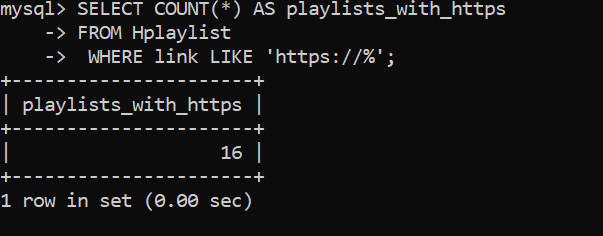 mysql> SELECT COUNT(*) AS playlists_with_https
    -> FROM Hplaylist
    ->  WHERE link LIKE 'https://%';
+----------------------+
| playlists_with_https |
+----------------------+
|                   16 |
+----------------------+
1 row in set (0.00 sec)